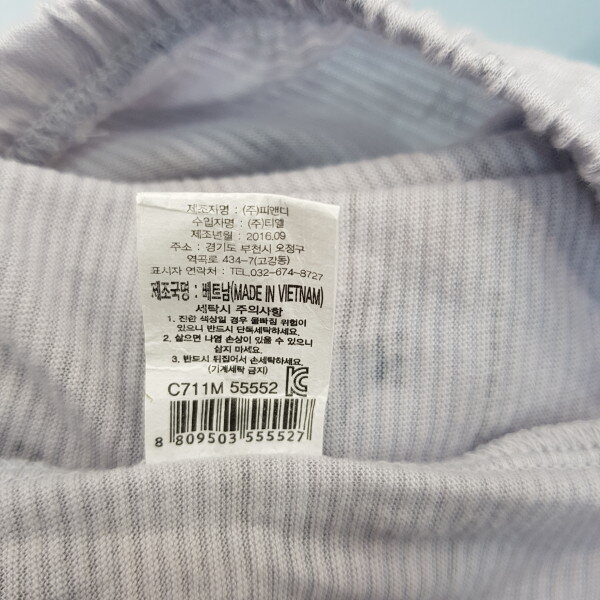 제조자명 : (주)피앤디
수입자명 : (주)티엘
제조년월 : 2016.09
주소 : 경기도 부천시 오정구
역곡로 434-7(고강동)
표시자 연락처 : TEL.032-674-8727
제조국명 : 베트남(MADE IN VIETNAM)
세탁시 주의사항
1. 진한 색상일 경우 물빠짐 위험이
있으니 반드시 단독세탁하세요.
2. 삶으면 나염 손상이 있을 수 있으니
삶지 마세요.
3. 반드시 뒤집어서 손세탁하세요.
(기계세탁 금지)
C711M 55552
8 809503 555527